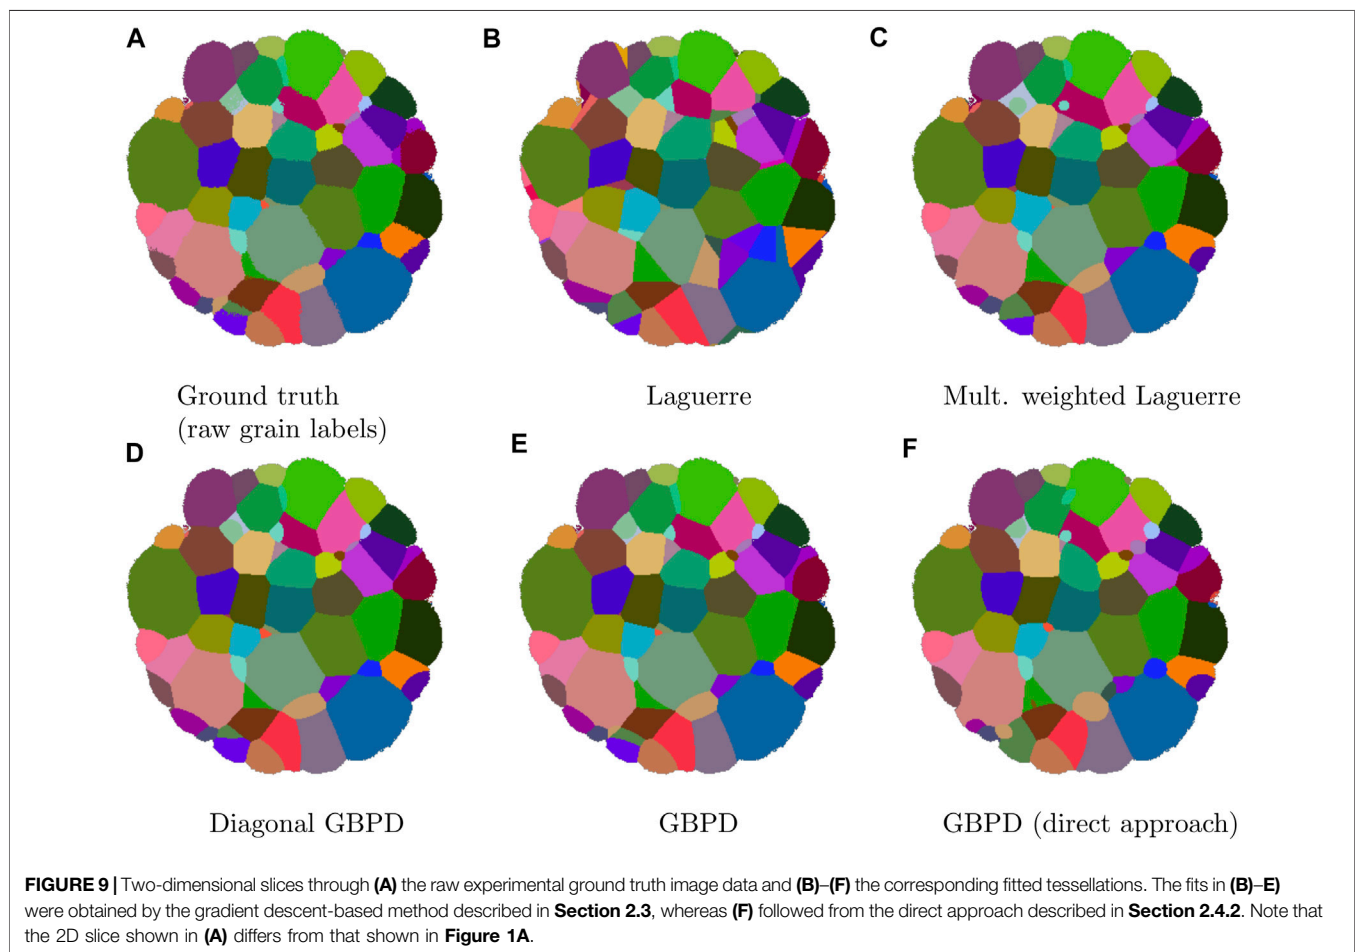 A
B
C
Ground truth
(raw grain labels)
Laguerre
Mult. weighted Laguerre
D
E
F
Diagonal GBPD
GBPD
GBPD (direct approach)
FIGURE 9 | Two-dimensional slices through (A) the raw experimental ground truth image data and (B)–(F) the corresponding fitted tessellations. The fits in (B)–E)
were obtained by the gradient descent-based method described in Section 2.3, whereas (F) followed from the direct approach described in Section 2.4.2. Note that
the 2D slice shown in (A) differs from that shown in Figure 1A.